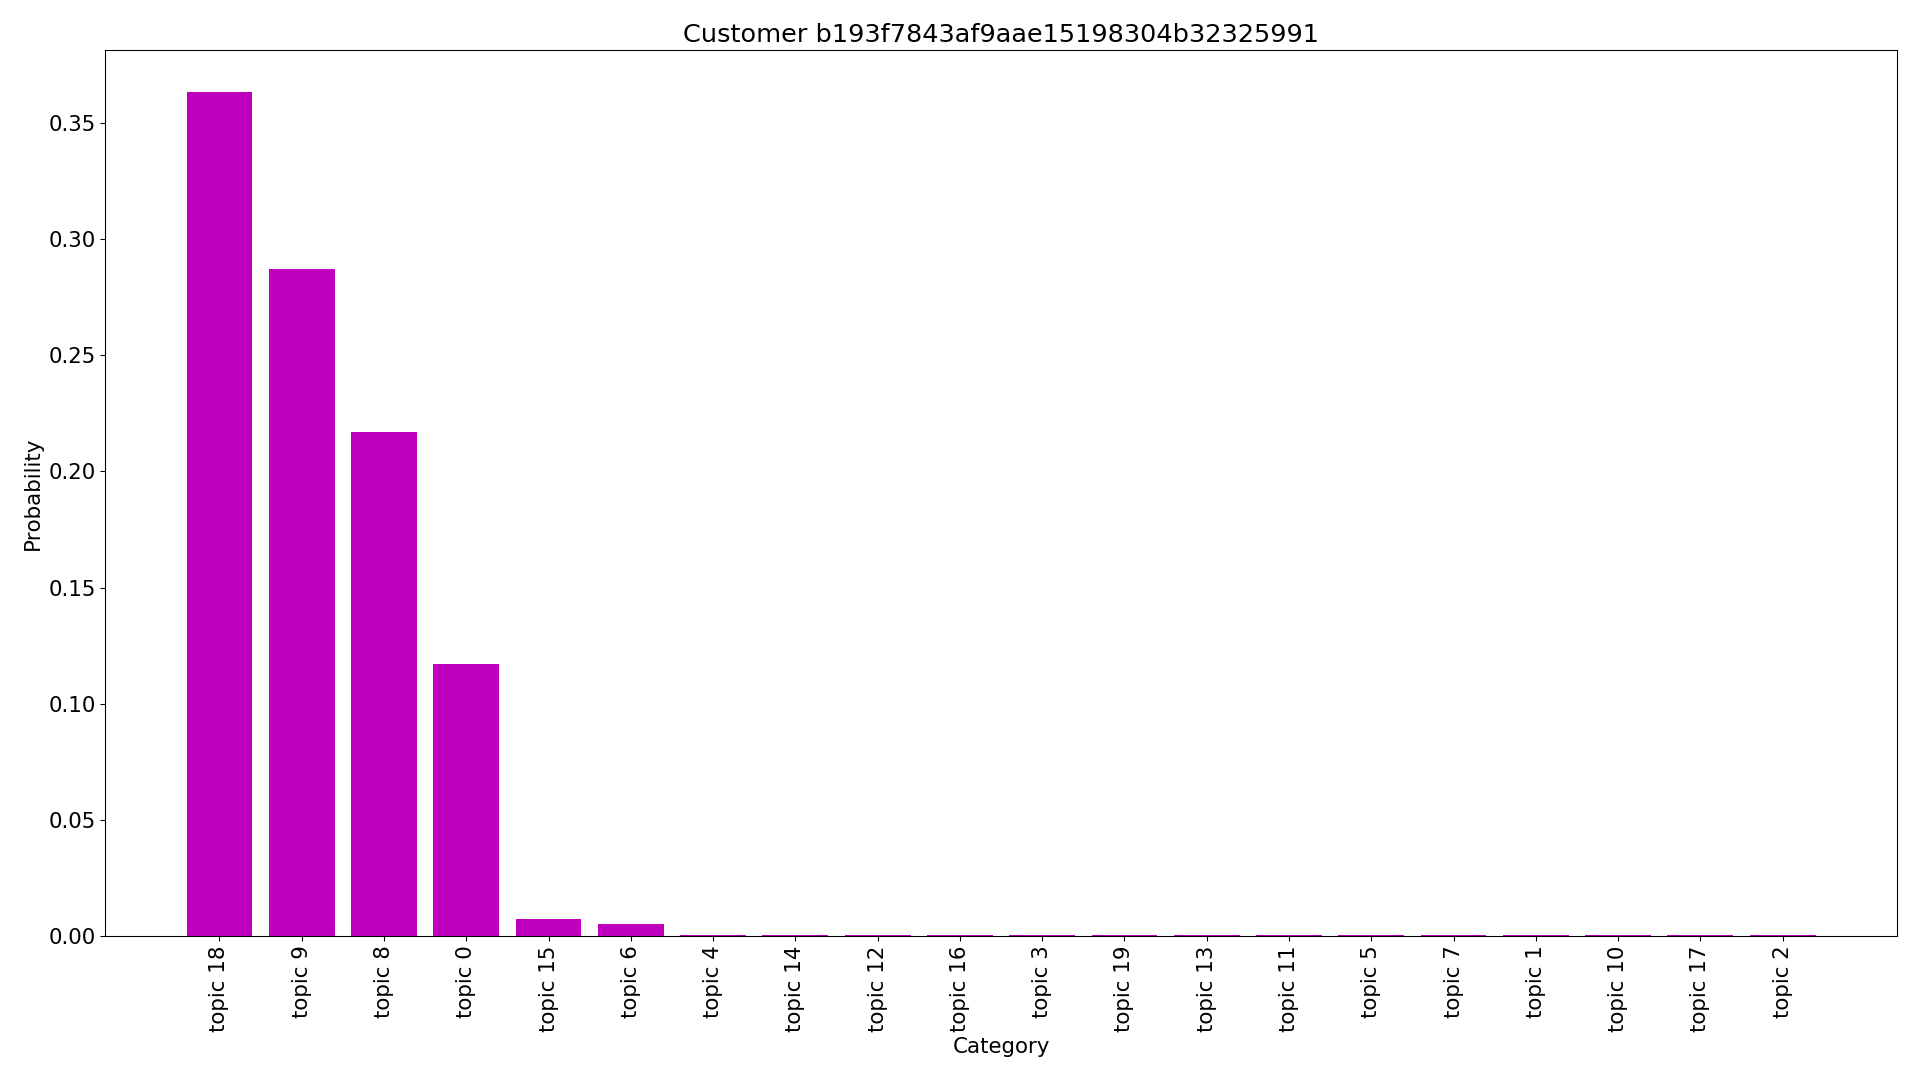 Customer b193f7843af9aae15198304b32325991
Probability
0.35
0.30
0.25
0.20
0.15
0.10
0.05
0.00
topic 18
topic 9
topic 8
topic 0
topic 15
topic 6
topic 4
topic 14
topic 12
topic 16
topic 3
topic 19
topic 13
topic 11
topic 5
topic 7
topic 1
topic 10
topic 17
topic 2
Category